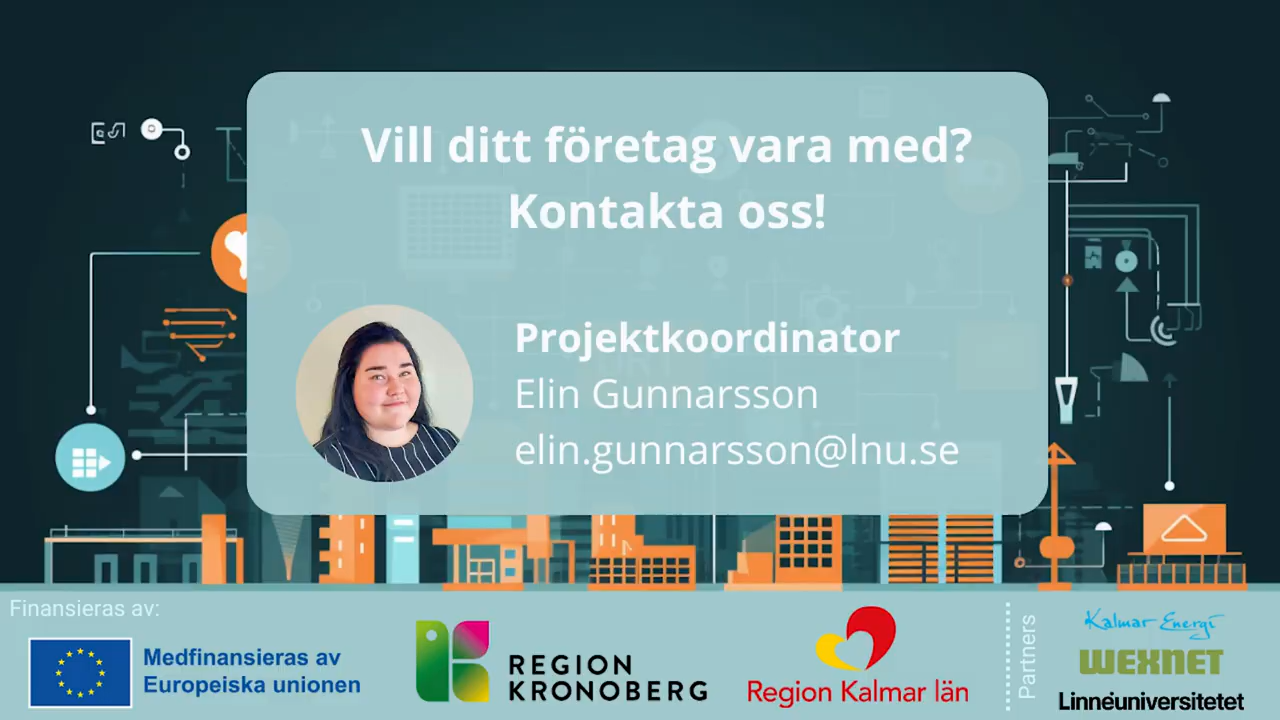 Vill ditt företag vara med?
Kontakta oss!
Projektkoordinator
Elin Gunnarsson
elin.gunnarsson@lnu.se
Finansieras av:
Medfinansieras av
Europeiska unionen
REGION
KRONOBERG
Region Kalmar län
Partners
Kalmar Energi
WEXNET
Linnéuniversitetet